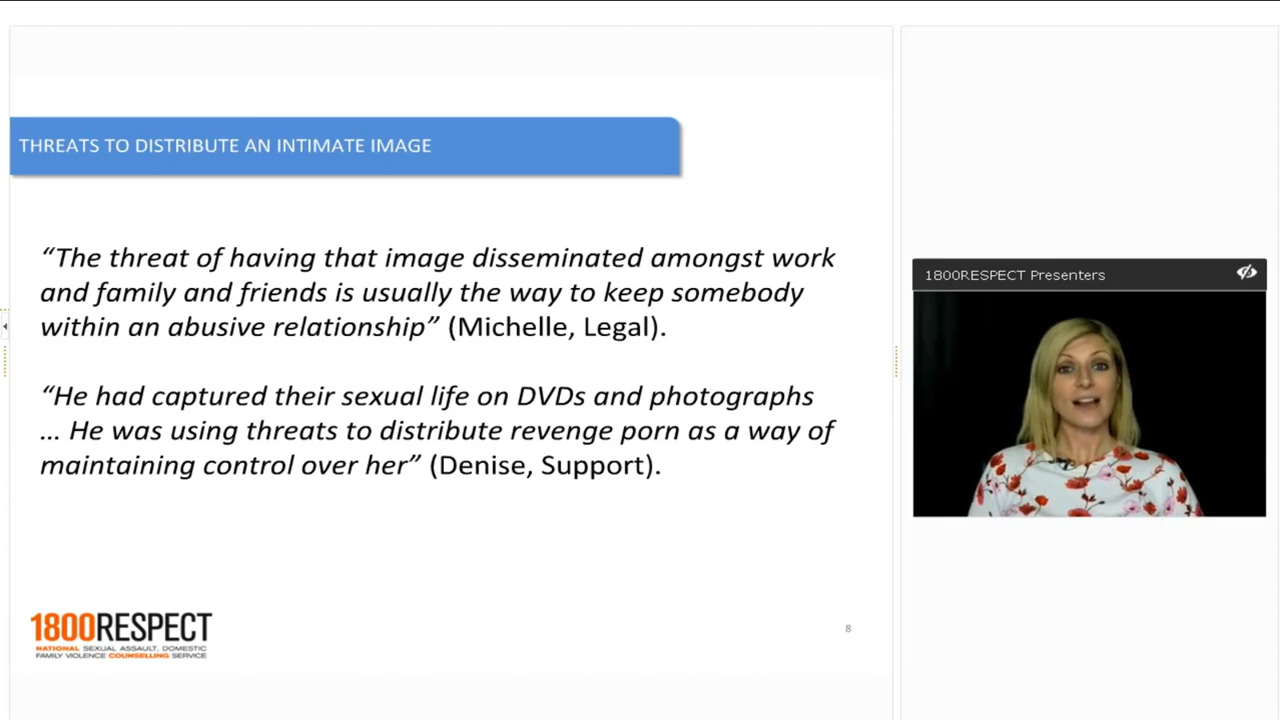 THREATS TO DISTRIBUTE AN INTIMATE IMAGE
“The threat of having that image disseminated amongst work
and family and friends is usually the way to keep somebody
within an abusive relationship” (Michelle, Legal).
“He had captured their sexual life on DVDs and photographs
... He was using threats to distribute revenge porn as a way of
maintaining control over her” (Denise, Support).
1800RESPECT
NATIONAL SEXUAL ASSAULT, DOMESTIC
FAMILY VIOLENCE COUNSELLING SERVICE
8
1800RESPECT Presenters